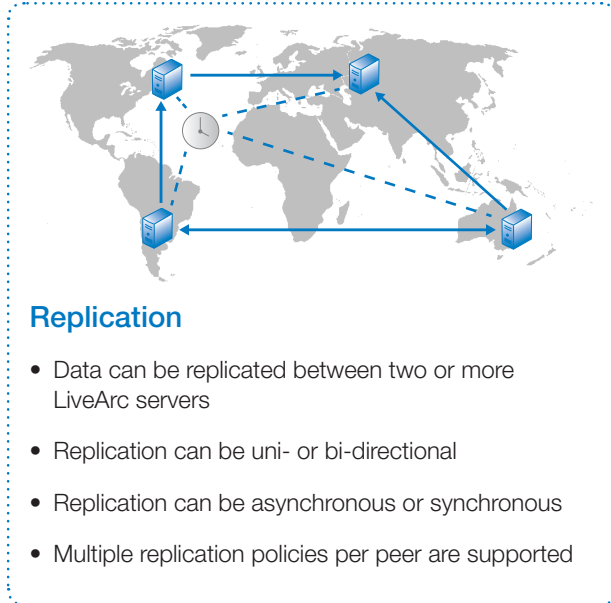 Replication
• Data can be replicated between two or more
LiveArc servers
• Replication can be uni- or bi-directional
• Replication can be asynchronous or synchronous
• Multiple replication policies per peer are supported